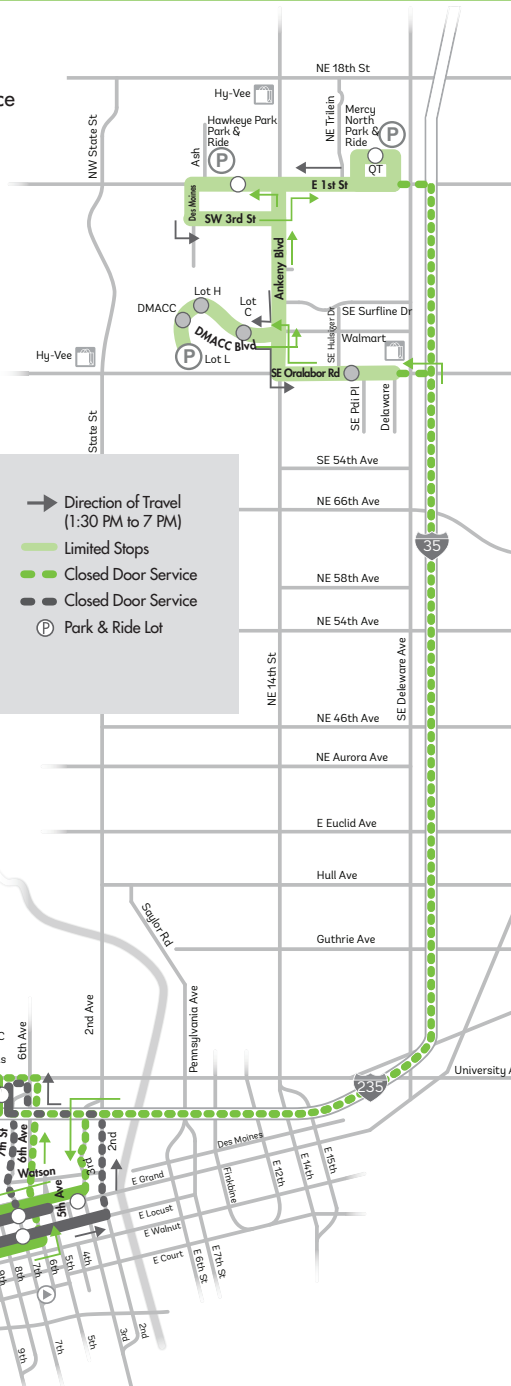 ce
NE 18th St
Hy-Vee
Hawkeye Park
Park &
Ride
P
Mercy
North
Park &
Ride
P
NE Trilein
NW State St
Ash
QT
E 1st St
Des Moines
SW 3rd St
Ankeny Blvd
Lot H
DMACC
Lot
C
DMACC Blvd
P
Lot L
SE Surfline Dr
SE Hulsizer Dr
Walmart
Hy-Vee
SE Oralabor Rd
SE Pdi Pl
Delaware
State St
SE 54th Ave
Direction of Travel
(1:30 PM to 7 PM)
Limited Stops
Closed Door Service
Closed Door Service
P Park & Ride Lot
NE 66th Ave
35
NE 58th Ave
NE 54th Ave
NE 14th St
SE Deleware Ave
NE 46th Ave
NE Aurora Ave
E Euclid Ave
Hull Ave
Saylor Rd
Guthrie Ave
2nd Ave
Pennsylvania Ave
C
6th Ave
s
University A
235
7th St
6th Ave
2nd
3rd
Des Moines
Watson
5th Ave
E Grand
Finkbine
E 12th
E 14th
E 15th
E Locust
E Walnut
E Court
E 6th St
E 7th St
9th
8th
7th
6th
5th
4th
9th
7th
5th
3rd
2nd